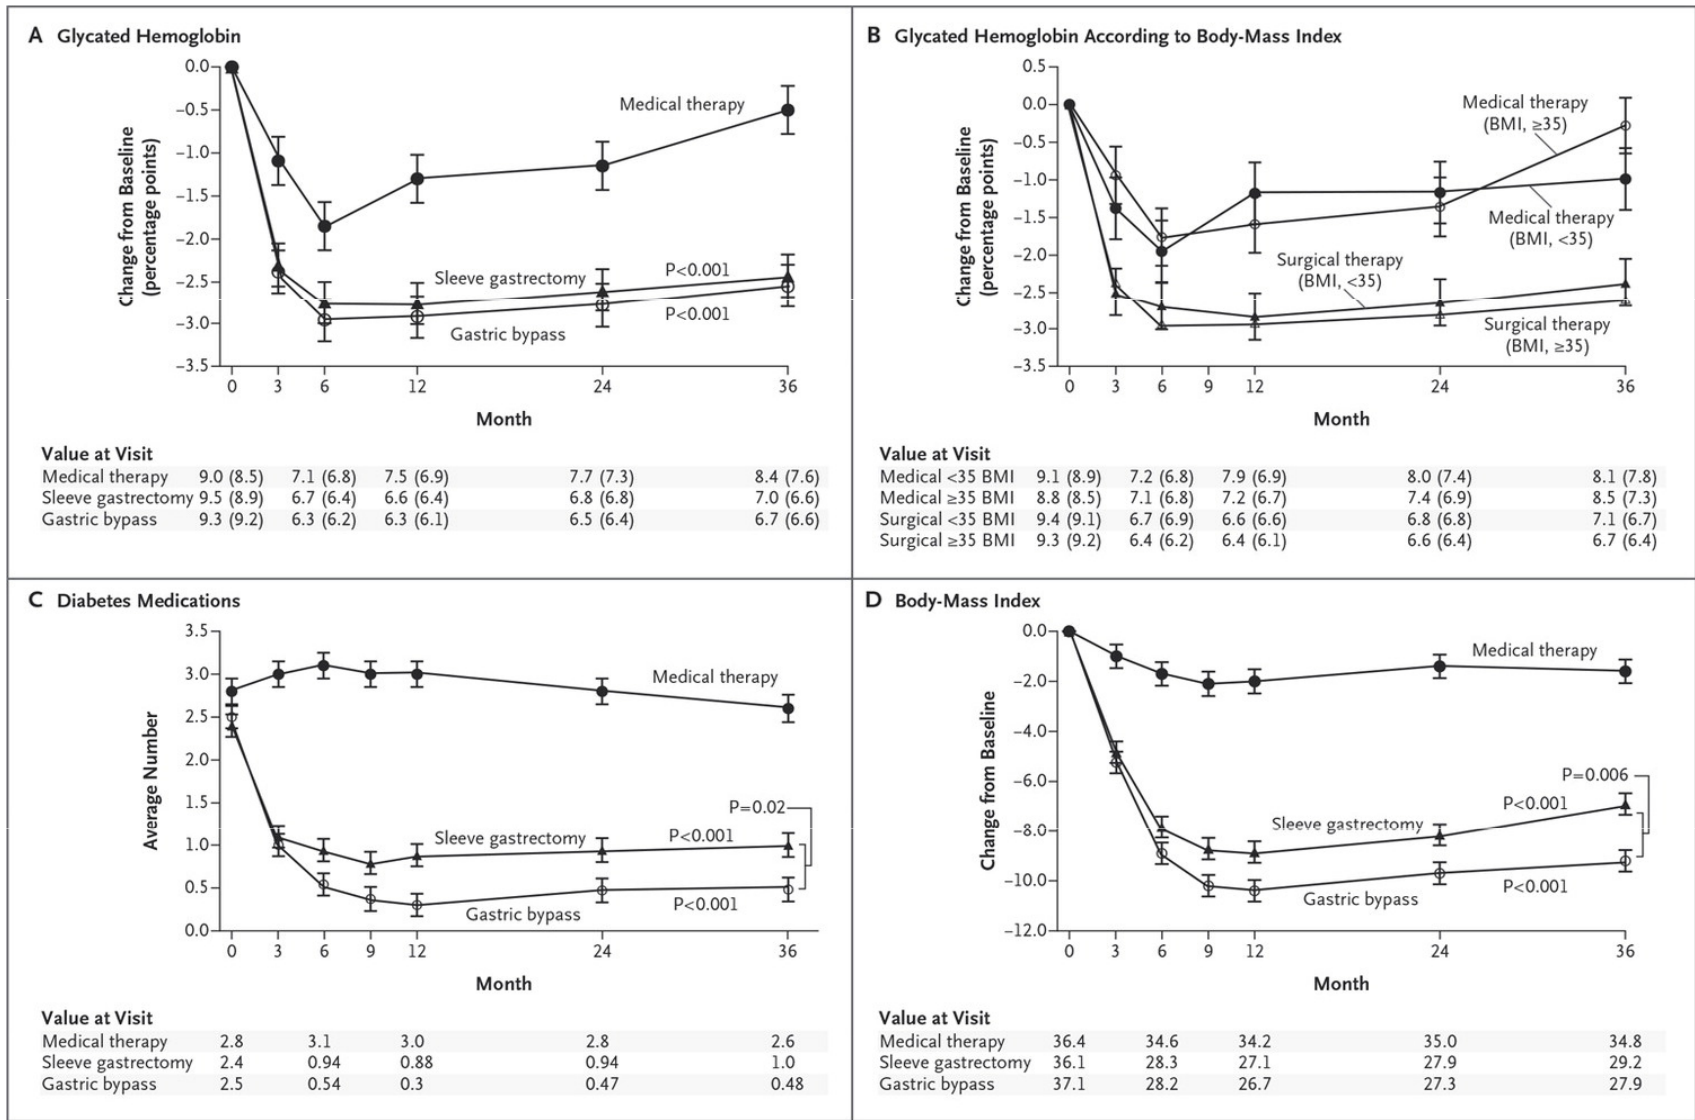 A Glycated Hemoglobin
0.0
−0.5
−1.0
−1.5
−2.0
−2.5
−3.0
−3.5
Change from Baseline
(percentage points)
Medical therapy
Sleeve gastrectomy
P<0.001
P<0.001
Gastric bypass
0 3 6 12 24 36
Month
Value at Visit
Medical therapy 9.0 (8.5) 7.1 (6.8) 7.5 (6.9) 7.7 (7.3) 8.4 (7.6)
Sleeve gastrectomy 9.5 (8.9) 6.7 (6.4) 6.6 (6.4) 6.8 (6.8) 7.0 (6.6)
Gastric bypass 9.3 (9.2) 6.3 (6.2) 6.3 (6.1) 6.5 (6.4) 6.7 (6.6)
B Glycated Hemoglobin According to Body-Mass Index
0.5
0.0
−0.5
−1.0
−1.5
−2.0
−2.5
−3.0
−3.5
Change from Baseline
(percentage points)
Medical therapy
(BMI, ≥35)
Medical therapy
(BMI, <35)
Surgical therapy
(BMI, <35)
Surgical therapy
(BMI, ≥35)
0 3 6 9 12 24 36
Month
Value at Visit
Medical <35 BMI 9.1 (8.9) 7.2 (6.8) 7.9 (6.9) 8.0 (7.4) 8.1 (7.8)
Medical ≥35 BMI 8.8 (8.5) 7.1 (6.8) 7.2 (6.7) 7.4 (6.9) 8.5 (7.3)
Surgical <35 BMI 9.4 (9.1) 6.7 (6.9) 6.6 (6.6) 6.8 (6.8) 7.1 (6.7)
Surgical ≥35 BMI 9.3 (9.2) 6.4 (6.2) 6.4 (6.1) 6.6 (6.4) 6.7 (6.4)
C Diabetes Medications
3.5
3.0
2.5
2.0
1.5
1.0
0.5
0.0
Average Number
Medical therapy
P=0.02
Sleeve gastrectomy
P<0.001
P<0.001
Gastric bypass
0 3 6 9 12 24 36
Month
Value at Visit
Medical therapy 2.8 3.1 3.0 2.8 2.6
Sleeve gastrectomy 2.4 0.94 0.88 0.94 1.0
Gastric bypass 2.5 0.54 0.3 0.47 0.48
D Body-Mass Index
0.0
−2.0
−4.0
−6.0
−8.0
−10.0
−12.0
Change from Baseline
Medical therapy
P=0.006
P<0.001
Sleeve gastrectomy
P<0.001
Gastric bypass
0 3 6 9 12 24 36
Month
Value at Visit
Medical therapy 36.4 34.6 34.2 35.0 34.8
Sleeve gastrectomy 36.1 28.3 27.1 27.9 29.2
Gastric bypass 37.1 28.2 26.7 27.3 27.9